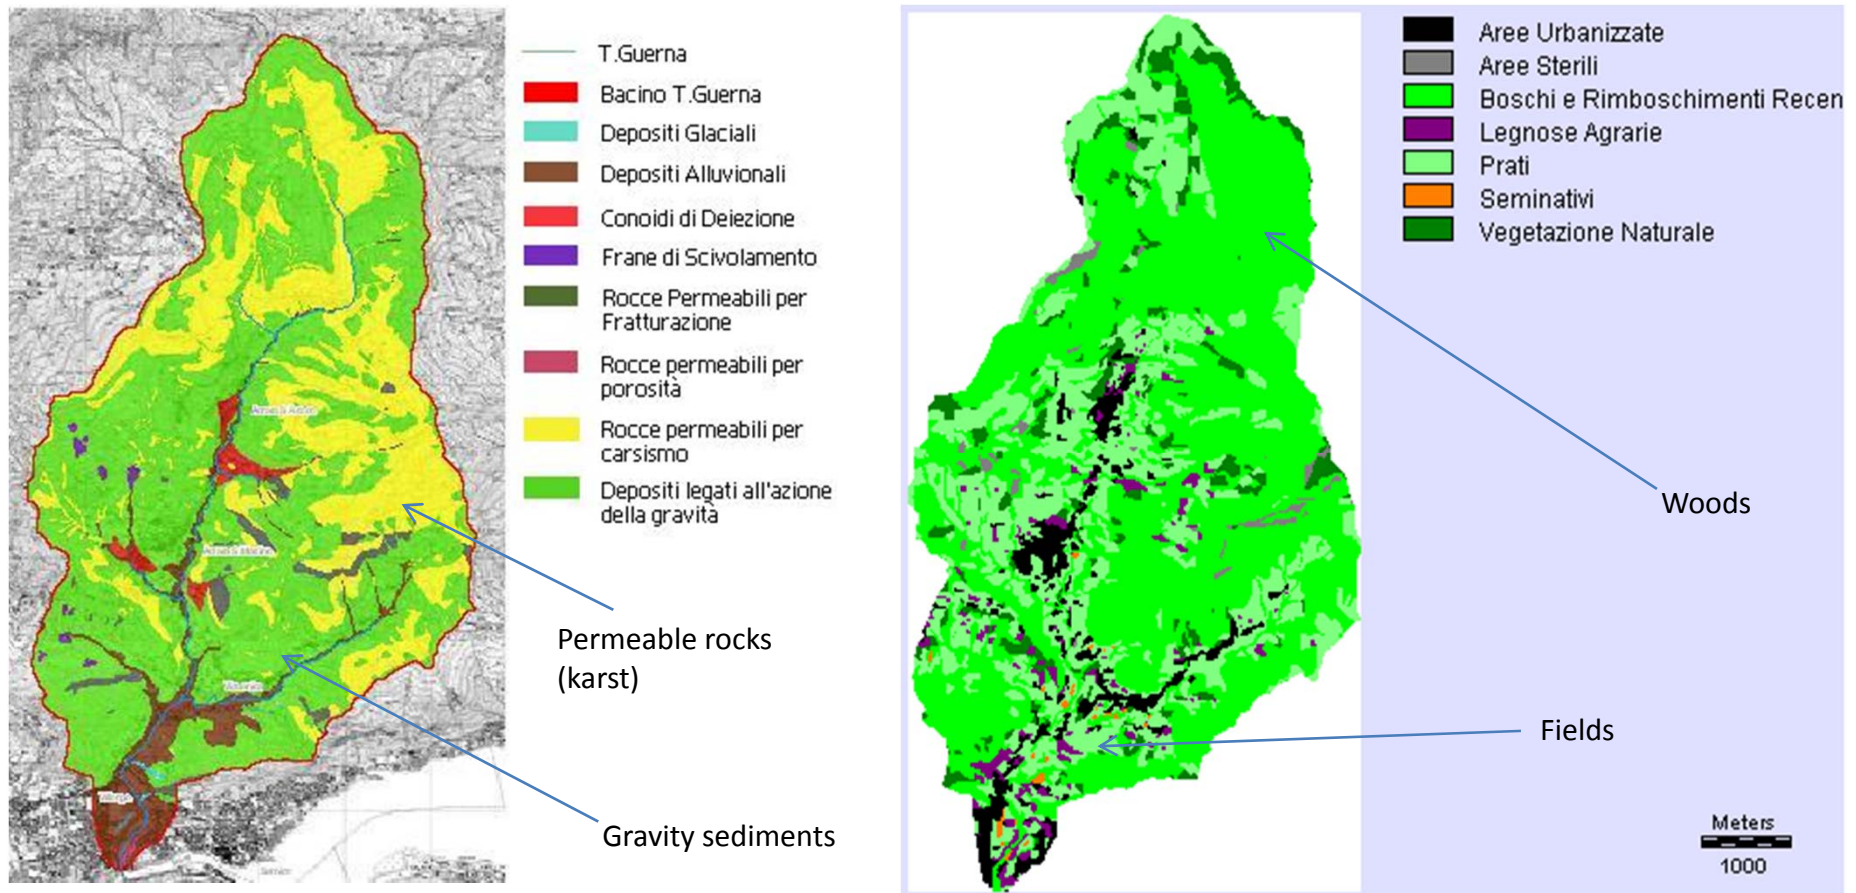 T.Guerna
Bacino T.Guerna
Depositi Glaciali
Depositi Alluvionali
Conoidi di Deiezione
Frane di Scivolamento
Rocce Permeabili per
Fratturazione
Rocce permeabili per
porosità
Rocce permeabili per
carsismo
Depositi legati all'azione
della gravità
Permeable rocks
(karst)
Gravity sediments
Aree Urbanizzate
Aree Sterili
Boschi e Rimboschimenti Recen
Legnose Agrarie
Prati
Seminativi
Vegetazione Naturale
Woods
Fields
Meters
1000